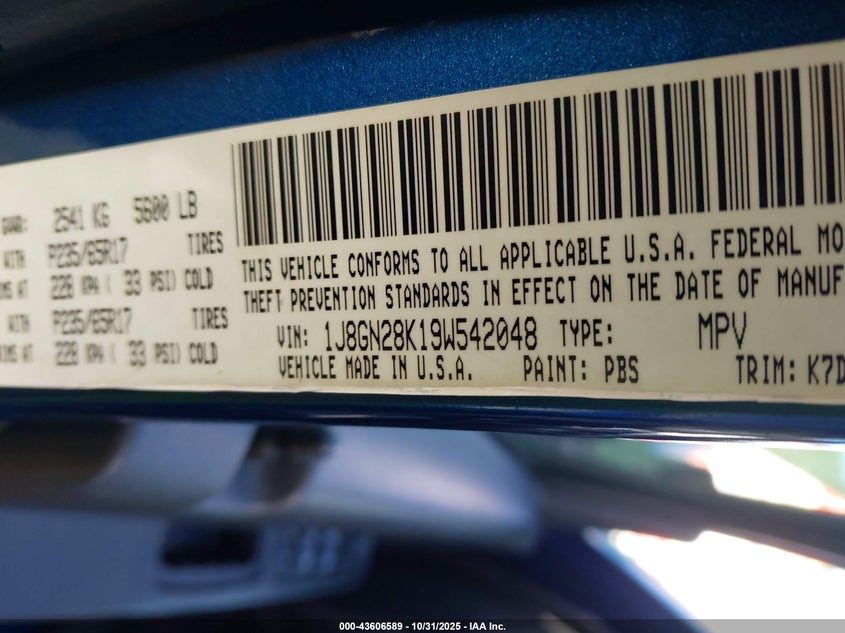 GVWR: 2541 KG 5600 LB
WITH P235/65R17 TIRES
AT 228 KPA ( 33 PSI) COLD
WITH P235/65R17 TIRES
RIMS AT 228 KPA ( 33 PSI) COLD
THIS VEHICLE CONFORMS TO ALL APPLICABLE U.S.A. FEDERAL MO
THEFT PREVENTION STANDARDS IN EFFECT ON THE DATE OF MANUF
VIN: 1J8GN28K19W542048 TYPE: MPV
VEHICLE MADE IN U.S.A. PAINT: PBS TRIM: K7D
000-43606589 - 10/31/2025 - IAA Inc.